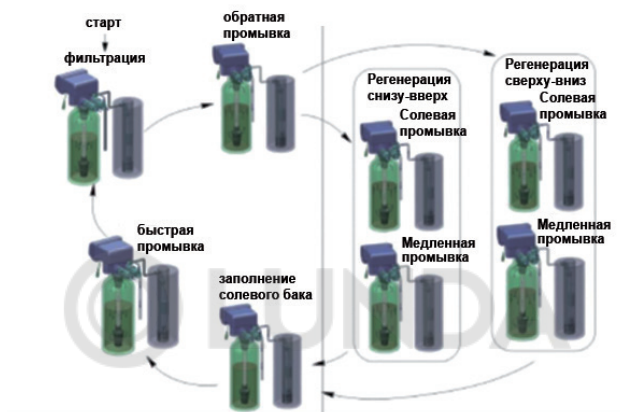 старт
фильтрация
обратная
промывка
Регенерация
снизу-вверх
Солевая
промывка
Медленная
промывка
Регенерация
сверху-вниз
Солевая
промывка
Медленная
промывка
заполнение
солевого бака
быстрая
промывка
© LUNDA